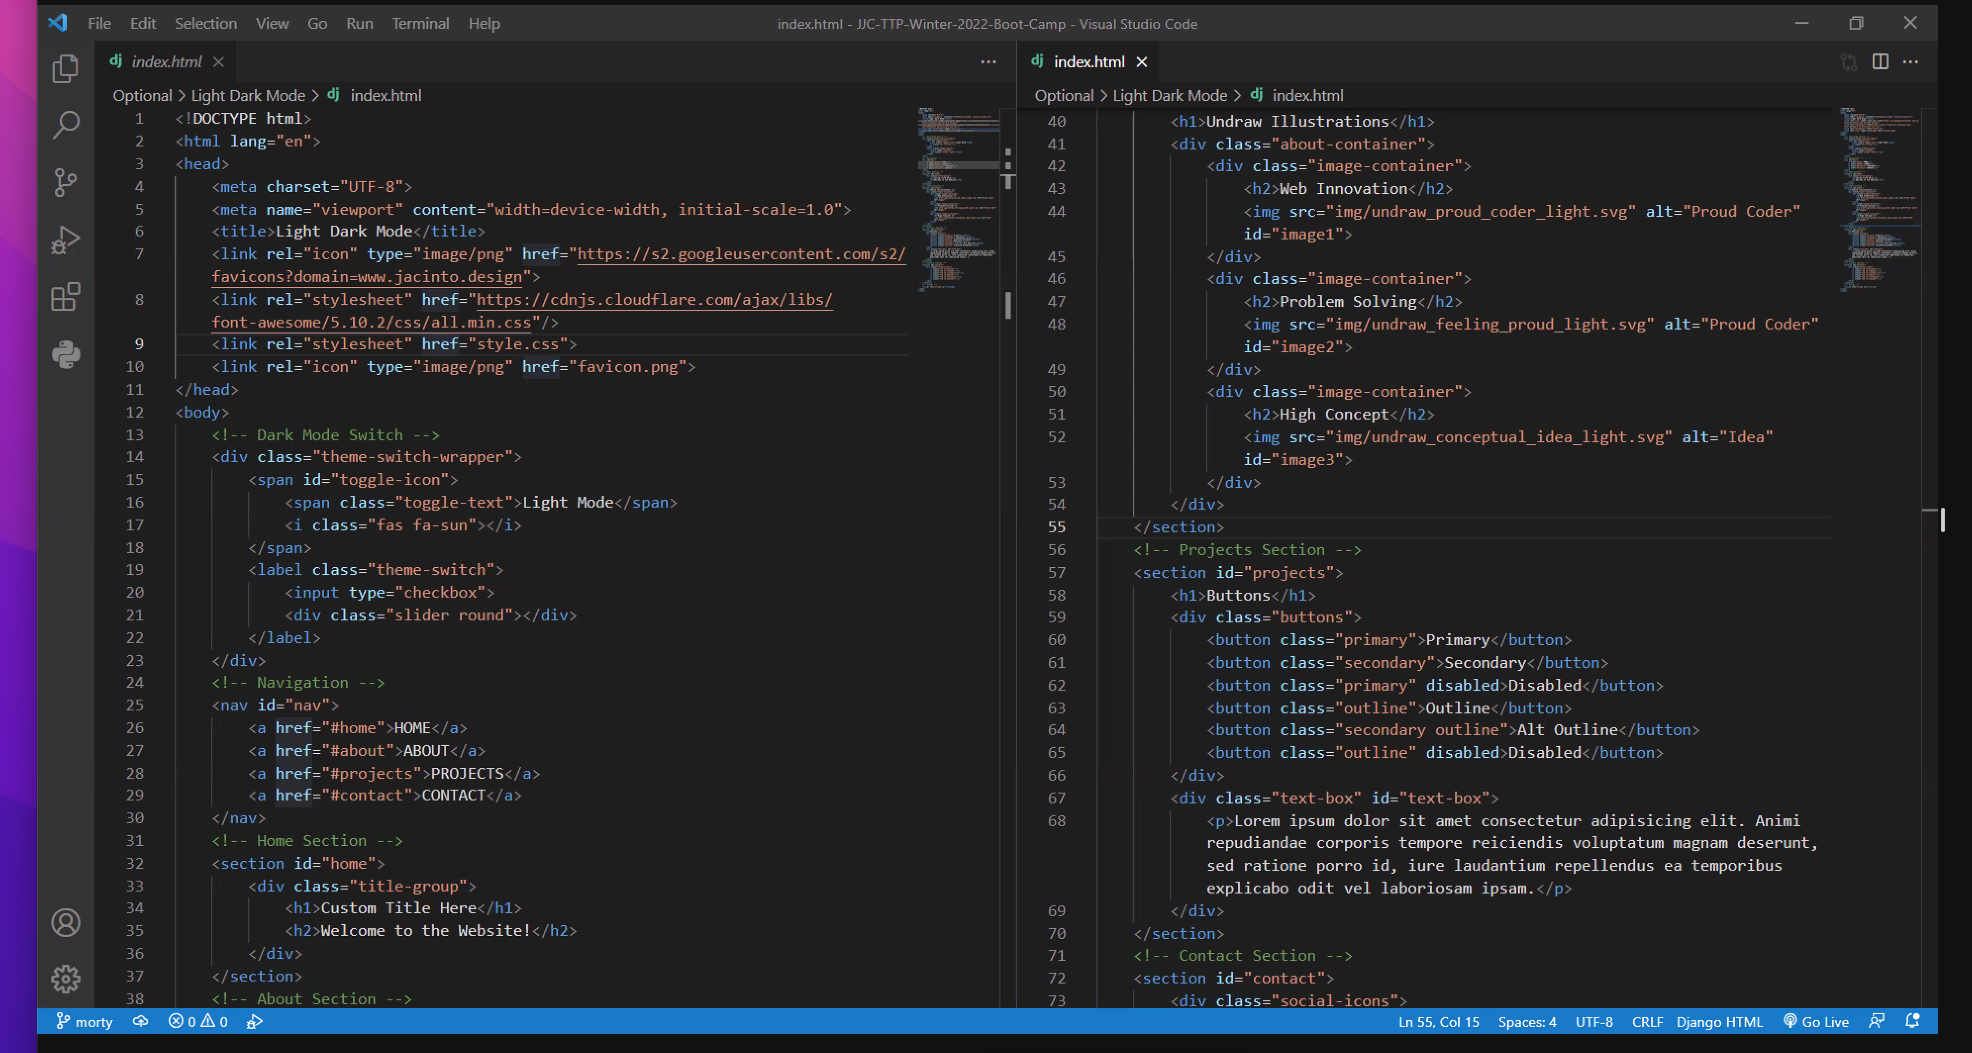 File Edit Selection View Go Run Terminal Help
index.html - JJC-TTP-Winter-2022-Boot-Camp - Visual Studio Code
index.html
Optional > Light Dark Mode > index.html
1 <!DOCTYPE html>
2 <html lang="en">
3 <head>
4 <meta charset="UTF-8">
5 <meta name="viewport" content="width=device-width, initial-scale=1.0">
6 <title>Light Dark Mode</title>
7 <link rel="icon" type="image/png" href="https://s2.googleusercontent.com/s2/
favicons?domain=www.jacinto.design">
8 <link rel="stylesheet" href="https://cdnjs.cloudflare.com/ajax/libs/
font-awesome/5.10.2/css/all.min.css"/>
9 <link rel="stylesheet" href="style.css">
10 <link rel="icon" type="image/png" href="favicon.png">
11 </head>
12 <body>
13 <!-- Dark Mode Switch -->
14 <div class="theme-switch-wrapper">
15 <span id="toggle-icon">
16 <span class="toggle-text">Light Mode</span>
17 <i class="fas fa-sun"></i>
18 </span>
19 <label class="theme-switch">
20 <input type="checkbox">
21 <div class="slider round"></div>
22 </label>
23 </div>
24 <!-- Navigation -->
25 <nav id="nav">
26 <a href="#home">HOME</a>
27 <a href="#about">ABOUT</a>
28 <a href="#projects">PROJECTS</a>
29 <a href="#contact">CONTACT</a>
30 </nav>
31 <!-- Home Section -->
32 <section id="home">
33 <div class="title-group">
34 <h1>Custom Title Here</h1>
35 <h2>Welcome to the Website!</h2>
36 </div>
37 </section>
38 <!-- About Section -->
index.html
Optional > Light Dark Mode > index.html
40 <h1>Undraw Illustrations</h1>
41 <div class="about-container">
42 <div class="image-container">
43 <h2>Web Innovation</h2>
44 <img src="img/undraw_proud_coder_light.svg" alt="Proud Coder"
id="image1">
45 </div>
46 <div class="image-container">
47 <h2>Problem Solving</h2>
48 <img src="img/undraw_feeling_proud_light.svg" alt="Proud Coder"
id="image2">
49 </div>
50 <div class="image-container">
51 <h2>High Concept</h2>
52 <img src="img/undraw_conceptual_idea_light.svg" alt="Idea"
id="image3">
53 </div>
54 </div>
55 </section>
56 <!-- Projects Section -->
57 <section id="projects">
58 <h1>Buttons</h1>
59 <div class="buttons">
60 <button class="primary">Primary</button>
61 <button class="secondary">Secondary</button>
62 <button class="primary" disabled>Disabled</button>
63 <button class="outline">Outline</button>
64 <button class="secondary outline">Alt Outline</button>
65 <button class="outline" disabled>Disabled</button>
66 </div>
67 <div class="text-box" id="text-box">
68 <p>Lorem ipsum dolor sit amet consectetur adipisicing elit. Animi
repudiandae corporis tempore reiciendis voluptatum magnam deserunt,
sed ratione porro id, iure laudantium repellendus ea temporibus
explicabo odit vel laboriosam ipsam.</p>
69 </div>
70 </section>
71 <!-- Contact Section -->
72 <section id="contact">
73 <div class="social-icons">
morty 0 0
Ln 55, Col 15 Spaces: 4 UTF-8 CRLF Django HTML Go Live